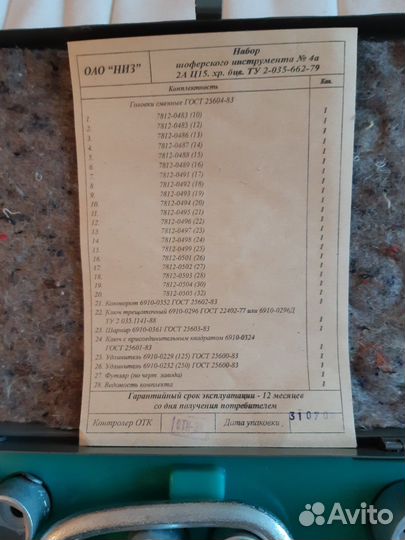 ОАО "НИЗ"
Набор
шоферского инструмента № 4а
2А Ц15. хр. бцв. ТУ 2-035-662-79
Комплектность
Кол.
Головки сменные ГОСТ 25604-83
1. 7812-0483 (10) 1
2. 7812-0485 (12) 1
3. 7812-0486 (13) 1
4. 7812-0487 (14) 1
5. 7812-0488 (15) 1
6. 7812-0489 (16) 1
7. 7812-0491 (17) 1
8. 7812-0492 (18) 1
9. 7812-0493 (19) 1
10. 7812-0494 (20) 1
11. 7812-0495 (21) 1
12. 7812-0496 (22) 1
13. 7812-0497 (23) 1
14. 7812-0498 (24) 1
15. 7812-0499 (25) 1
16. 7812-0501 (26) 1
17. 7812-0502 (27) 1
18. 7812-0503 (28) 1
19. 7812-0504 (30) 1
20. 7812-0505 (32) 1
21. Коловорот 6910-0352 ГОСТ 25602-83 1
22. Ключ трещоточный 6910-0296 ГОСТ 22402-77 или 6910-0296Д
ТУ 2 035.П141-88 1
23. Шарнир 6910-0361 ГОСТ 25603-83 1
24. Ключ с присоединительным квадратом 6910-0324
ГОСТ 25601-83 1
25. Удлинитель 6910-0229 (125) ГОСТ 25600-83 1
26. Удлинитель 6910-0232 (250) ГОСТ 25600-83 1
27. Футляр (по черт. завода) 1
28. Ведомость комплекта 1
Гарантийный срок эксплуатации - 12 месяцев
со дня получения потребителем
Контролер ОТК
Дата упаковки
Avito